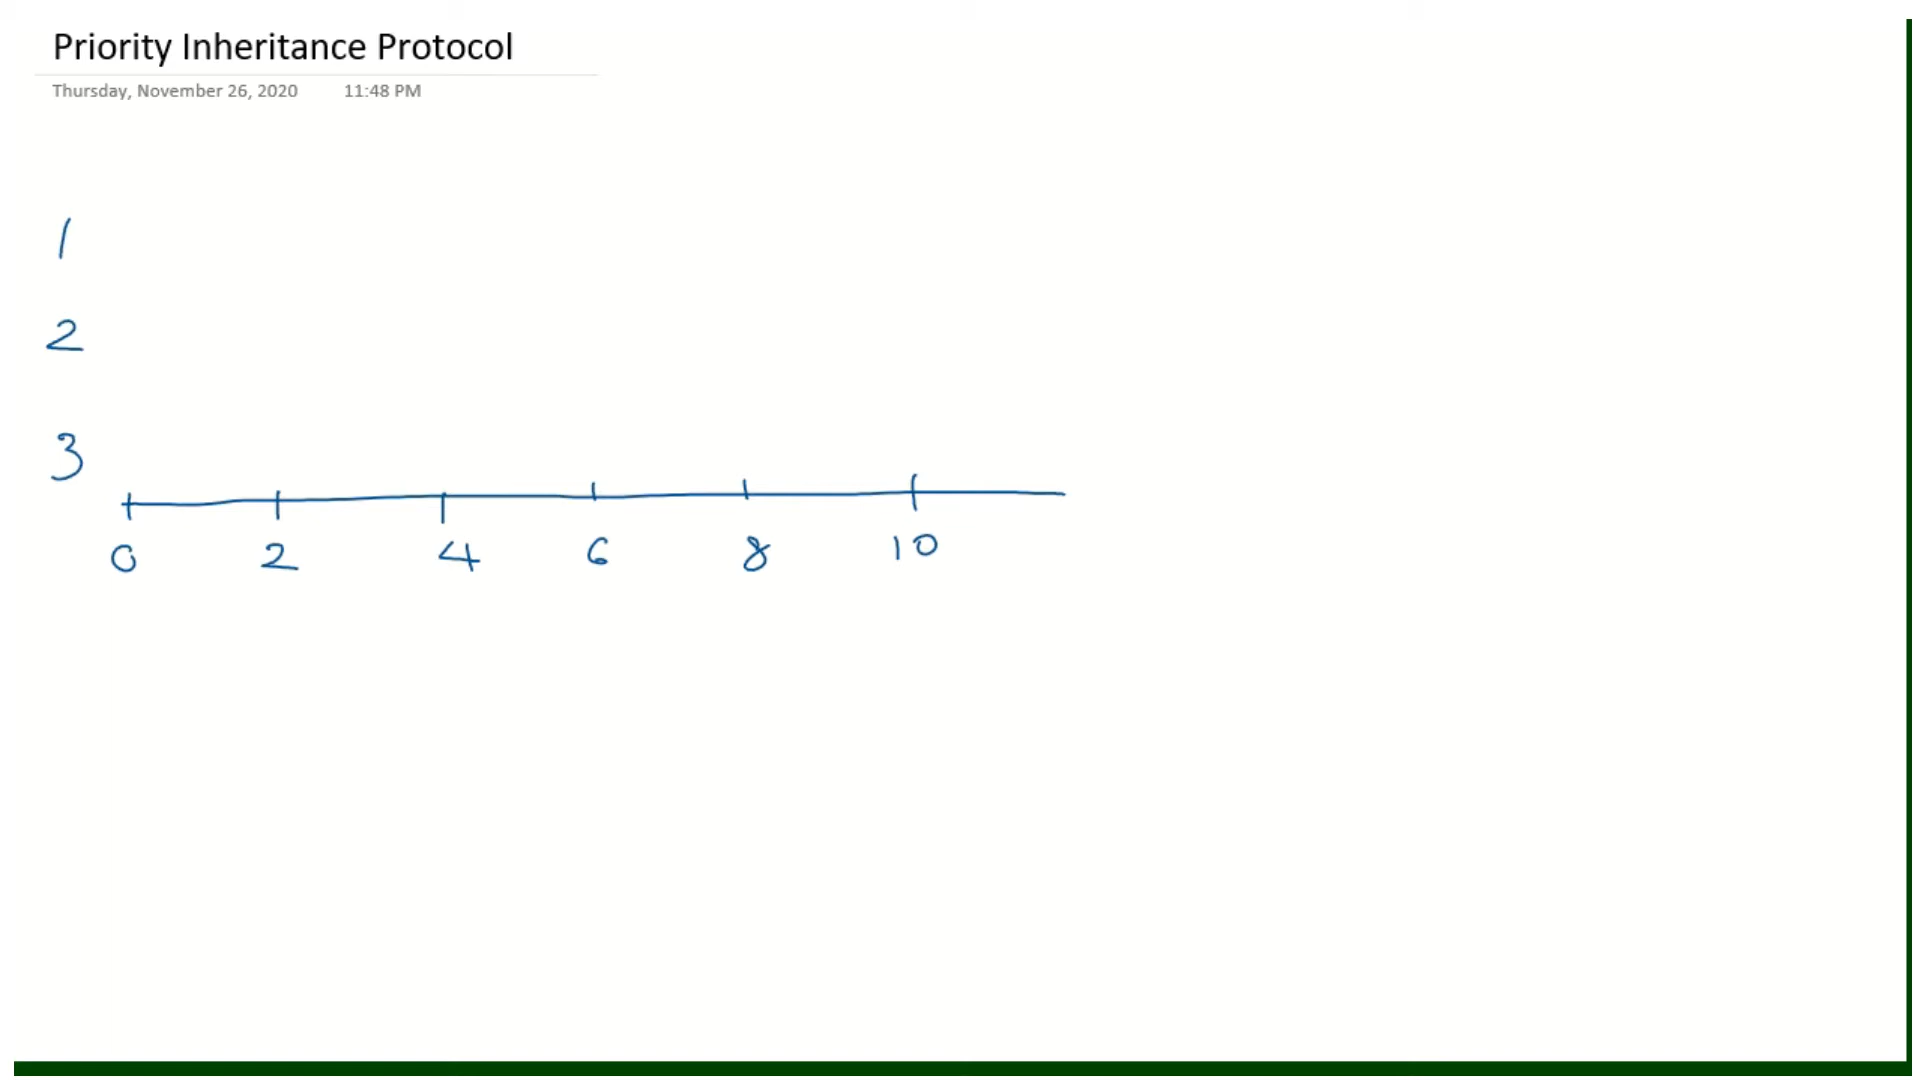 Priority Inheritance Protocol
Thursday, November 26, 2020 11:48 PM
1
2
3
0 2 4 6 8 10